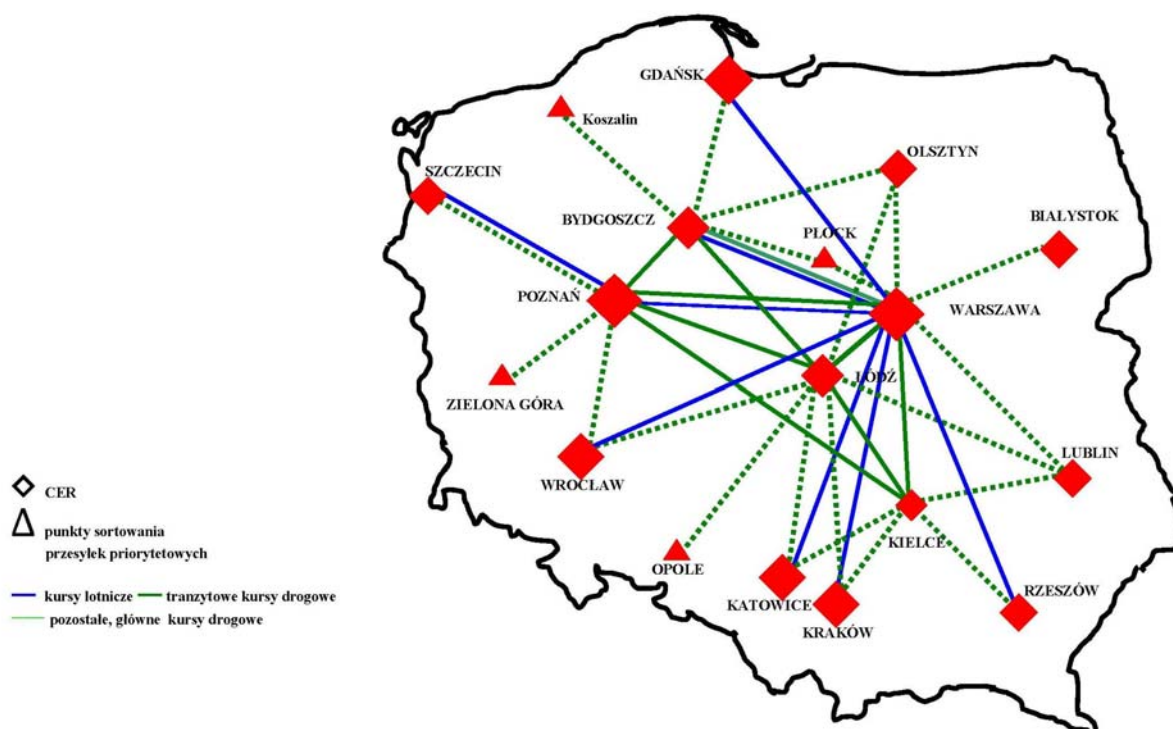 GDAŃSK
Koszalin
OLSZTYN
SZCZECIN
BIAŁYSTOK
BYDGOSZCZ
PŁOCK
POZNAŃ
WARSZAWA
ŁÓDŹ
ZIELONA GÓRA
LUBLIN
WROCŁAW
CER
punkty sortowania
przesyłek priorytetowych
KIELCE
OPOLE
RZESZÓW
KATOWICE
KRAKÓW
kursy lotnicze
tranzytowe kursy drogowe
pozostałe, główne kursy drogowe